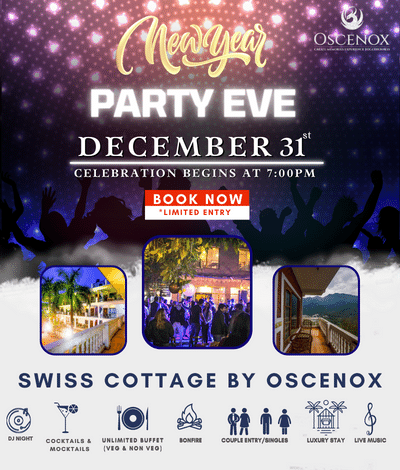 New Year
OSCENOX
PARTY EVE
DECEMBER 31st
CELEBRATION BEGINS AT 7:00PM
BOOK NOW
*LIMITED ENTRY
SWISS COTTAGE BY OSCENOX
DJ NIGHT
COCKTAILS &
MOCKTAILS
UNLIMITED BUFFET
(VEG & NON VEG)
BONFIRE
COUPLE ENTRY/SINGLES
LUXURY STAY
LIVE MUSIC